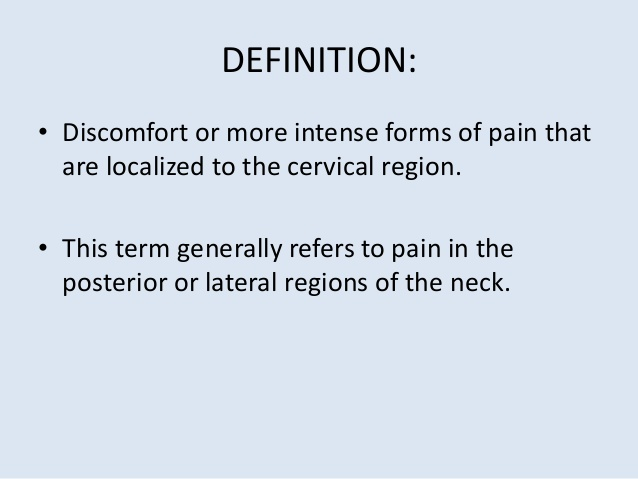 DEFINITION:
• Discomfort or more intense forms of pain that
are localized to the cervical region.
• This term generally refers to pain in the
posterior or lateral regions of the neck.